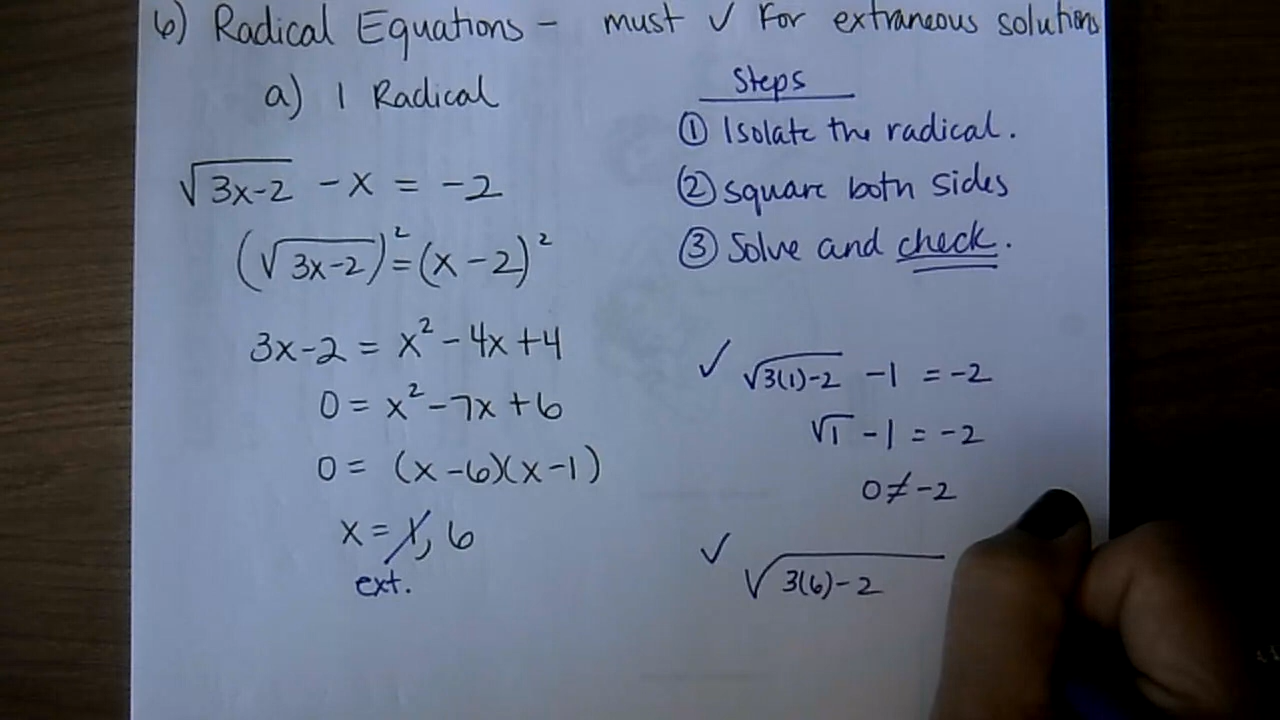 6) Radical Equations - must ✓ For extraneous solutions
a) 1 Radical
√3x-2 - x = -2
(√3x-2)² = (x - 2)²
3x-2 = x² - 4x + 4
0 = x² - 7x + 6
0 = (x - 6)(x - 1)
x = 1, 6
ext.
Steps
① Isolate the radical.
② square both sides
③ Solve and check.
✓ √3(1)-2 - 1 = -2
√1 - 1 = -2
0 ≠ -2
✓ √3(6) - 2